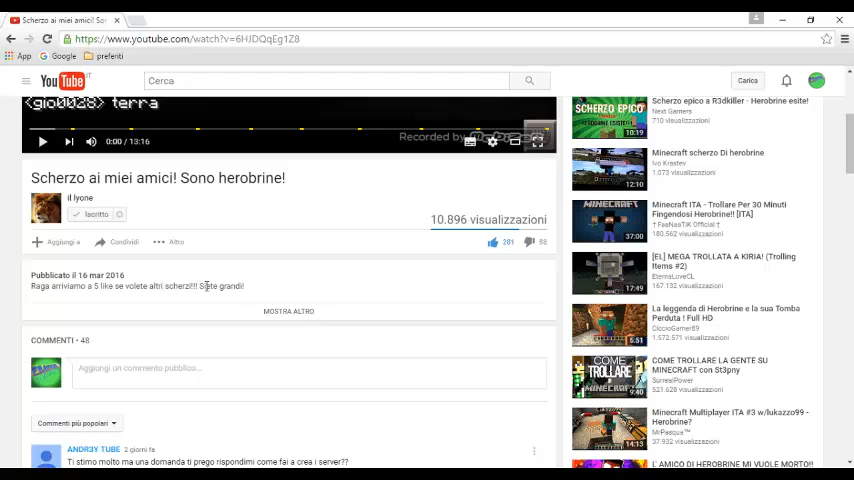 Scherzo ai miei amici! Son
https://www.youtube.com/watch?v=6HJDQqEg1Z8
App
Google
preferiti
YouTube
IT
Cerca
Carica
<gio0028> terra
Recorded by
0:00 / 13:16
Scherzo ai miei amici! Sono herobrine!
il lyone
Iscritto
10.896 visualizzazioni
Aggiungi a
Condividi
Altro
281
88
Pubblicato il 16 mar 2016
Raga arriviamo a 5 like se volete altri scherzi!!! Siete grandi!
MOSTRA ALTRO
COMMENTI • 48
Aggiungi un commento pubblico...
Commenti più popolari
ANDR3Y TUBE 2 giorni fa
Ti stimo molto ma una domanda ti prego rispondimi come fai a crea i server??
SCHERZO EPICO
10:19
Scherzo epico a R3dkiller - Herobrine esite!
Next Gamers
710 visualizzazioni
12:10
Minecraft scherzo Di herobrine
Ivo Krastev
1.073 visualizzazioni
MINECRAFT
37:00
Minecraft ITA - Trollare Per 30 Minuti
Fingendosi Herobrine!! [ITA]
† FaaNaaTiK Official †
180.562 visualizzazioni
17:49
[EL] MEGA TROLLATA A KIRIA! (Trolling
Items #2)
EternaLoveCL
167.132 visualizzazioni
5:51
La leggenda di Herobrine e la sua Tomba
Perduta ! Full HD
CiccioGamer89
1.572.571 visualizzazioni
COME
TROLLARE
9:40
COME TROLLARE LA GENTE SU
MINECRAFT con St3pny
SurrealPower
521.628 visualizzazioni
14:13
Minecraft Multiplayer ITA #3 w/lukazzo99 -
Herobrine?
MrPasqua™
37.932 visualizzazioni
L' AMICO DI HEROBRINE MI VUOLE MORTO!!